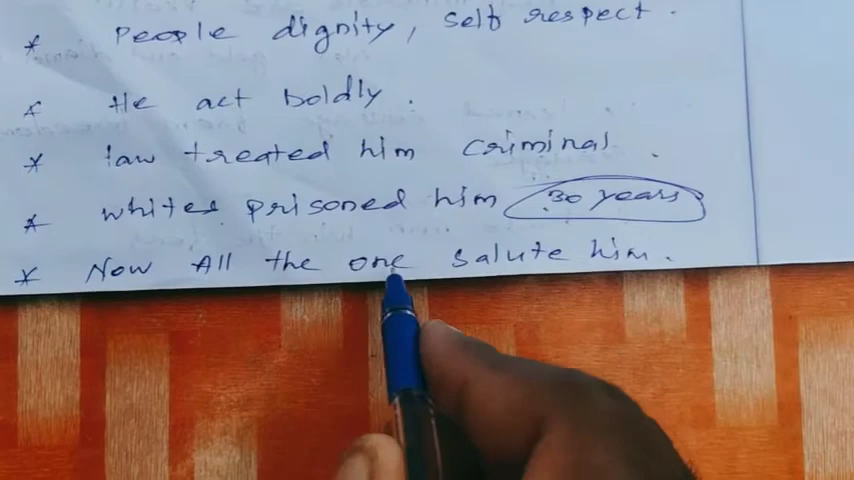 * People dignity, self respect.
* He act boldly.
* law treated him criminal.
* whites prisoned him 30 years
* Now All the one salute him.